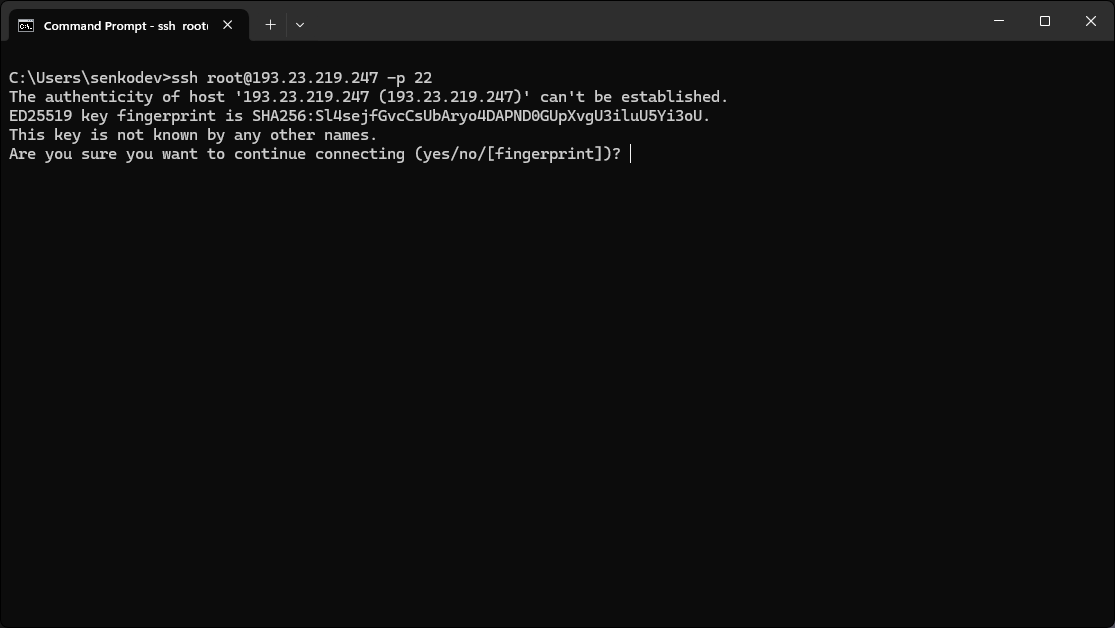 Command Prompt - ssh root
C:\Users\senkodev>ssh root@193.23.219.247 -p 22
The authenticity of host '193.23.219.247 (193.23.219.247)' can't be established.
ED25519 key fingerprint is SHA256:Sl4sejfGvcCsUbAryo4DAPND0GUpXvgU3iluU5Yi3oU.
This key is not known by any other names.
Are you sure you want to continue connecting (yes/no/[fingerprint])?